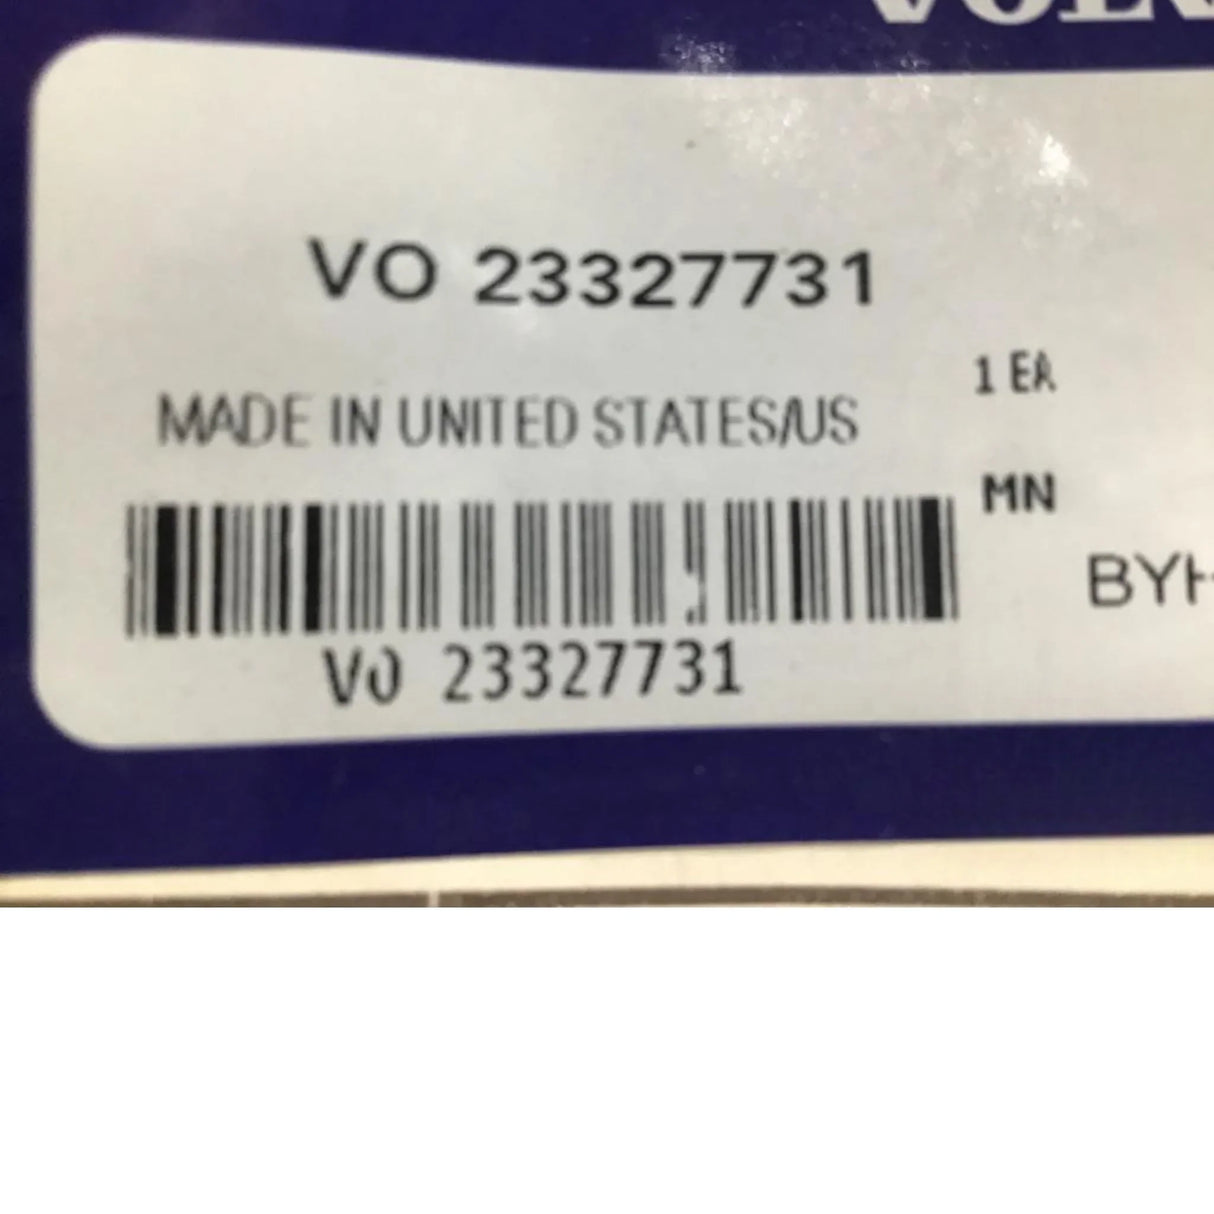 VO 23327731
1 EA
MADE IN UNITED STATES/US
MN
VO 23327731